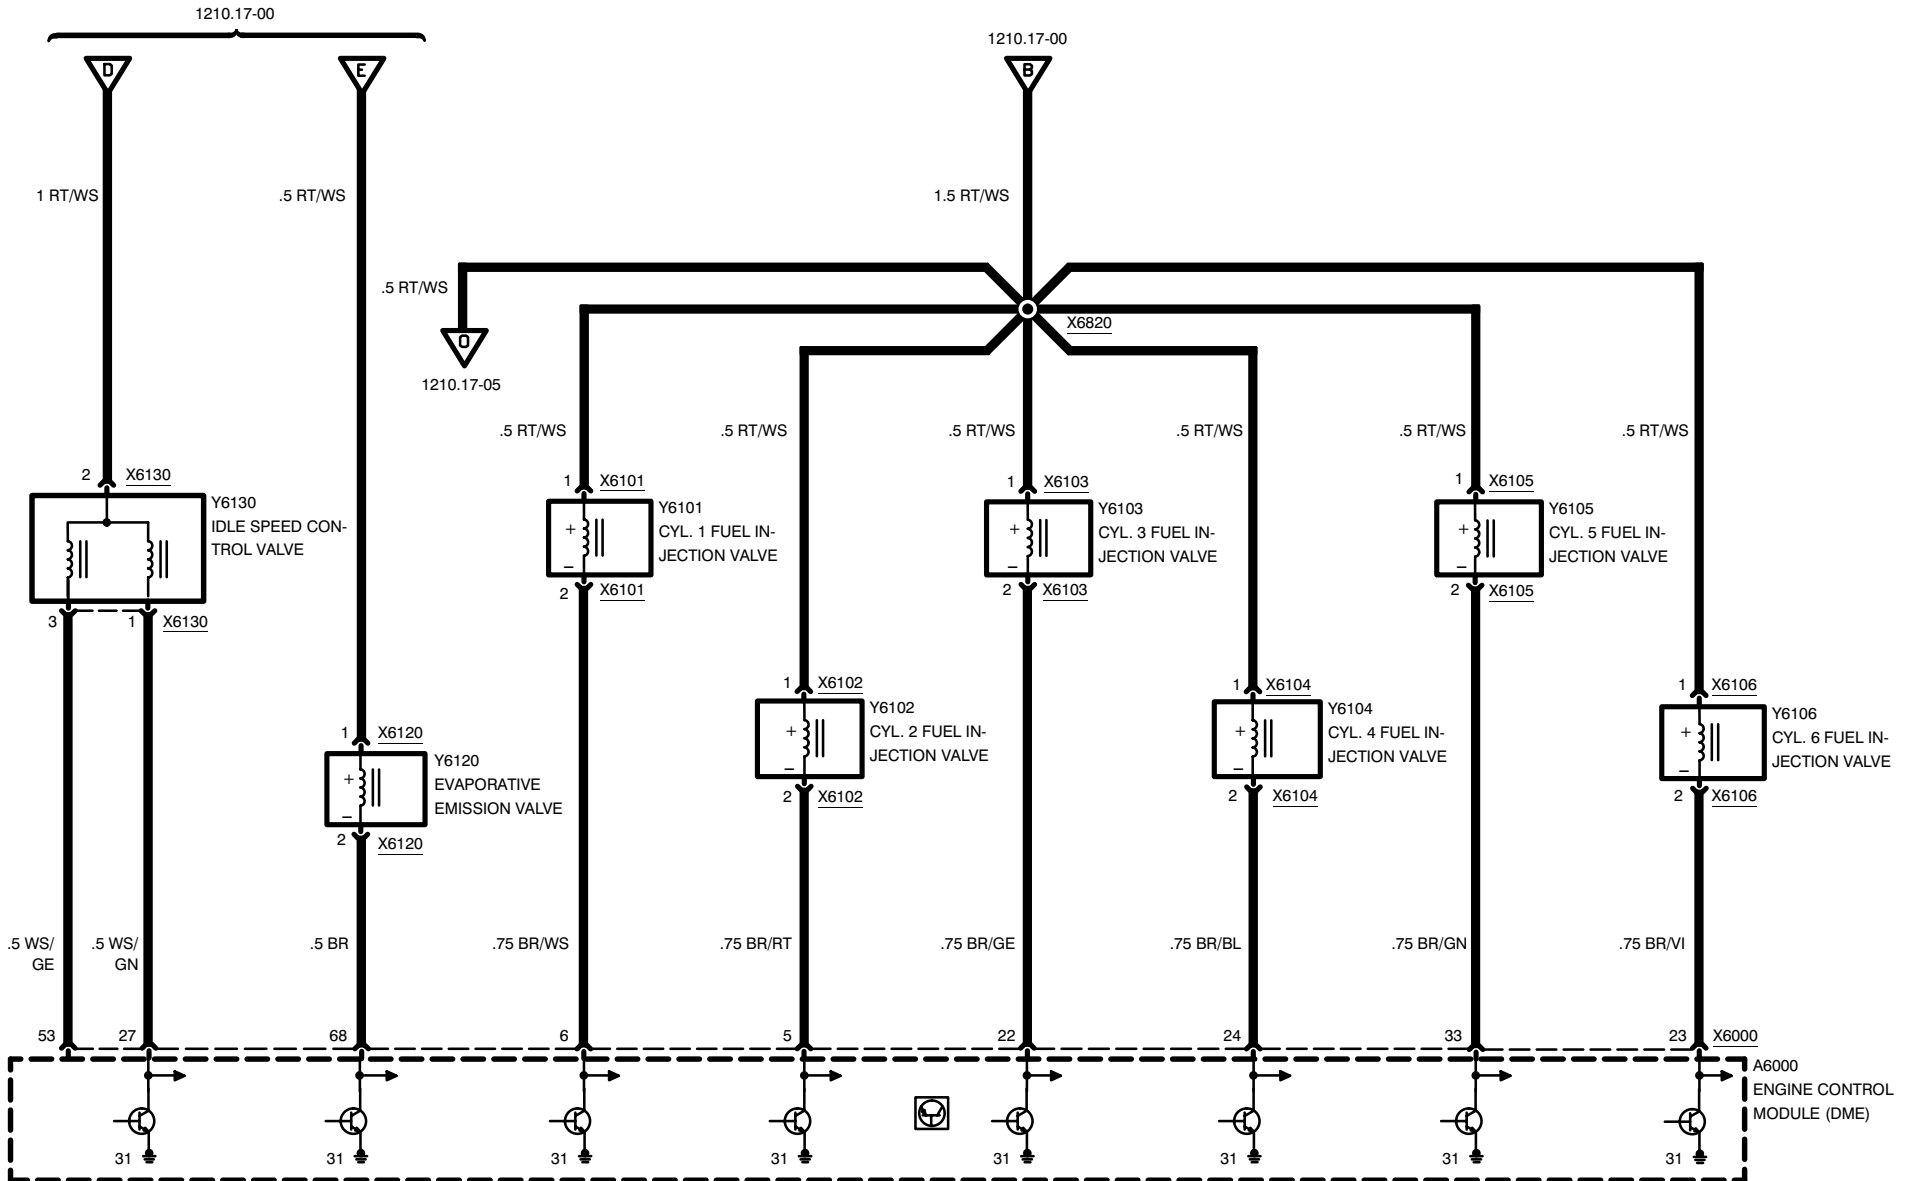 1210.17-00
1210.17-00
D
E
B
1 RT/WS
.5 RT/WS
1.5 RT/WS
.5 RT/WS
X6820
O
1210.17-05
.5 RT/WS
.5 RT/WS
.5 RT/WS
.5 RT/WS
.5 RT/WS
.5 RT/WS
2 X6130
Y6130
IDLE SPEED CON-
TROL VALVE
3 1 X6130
1 X6101
Y6101
CYL. 1 FUEL IN-
JECTION VALVE
+
−
2 X6101
1 X6103
Y6103
CYL. 3 FUEL IN-
JECTION VALVE
+
−
2 X6103
1 X6105
Y6105
CYL. 5 FUEL IN-
JECTION VALVE
+
−
2 X6105
1 X6102
Y6102
CYL. 2 FUEL IN-
JECTION VALVE
+
−
2 X6102
1 X6104
Y6104
CYL. 4 FUEL IN-
JECTION VALVE
+
−
2 X6104
1 X6106
Y6106
CYL. 6 FUEL IN-
JECTION VALVE
+
−
2 X6106
1 X6120
Y6120
EVAPORATIVE
EMISSION VALVE
+
−
2 X6120
.5 WS/
GE
.5 WS/
GN
.5 BR
.75 BR/WS
.75 BR/RT
.75 BR/GE
.75 BR/BL
.75 BR/GN
.75 BR/VI
53 27 68 6 5 22 24 33 23 X6000
A6000
ENGINE CONTROL
MODULE (DME)
31 31 31 31 31 31 31 31